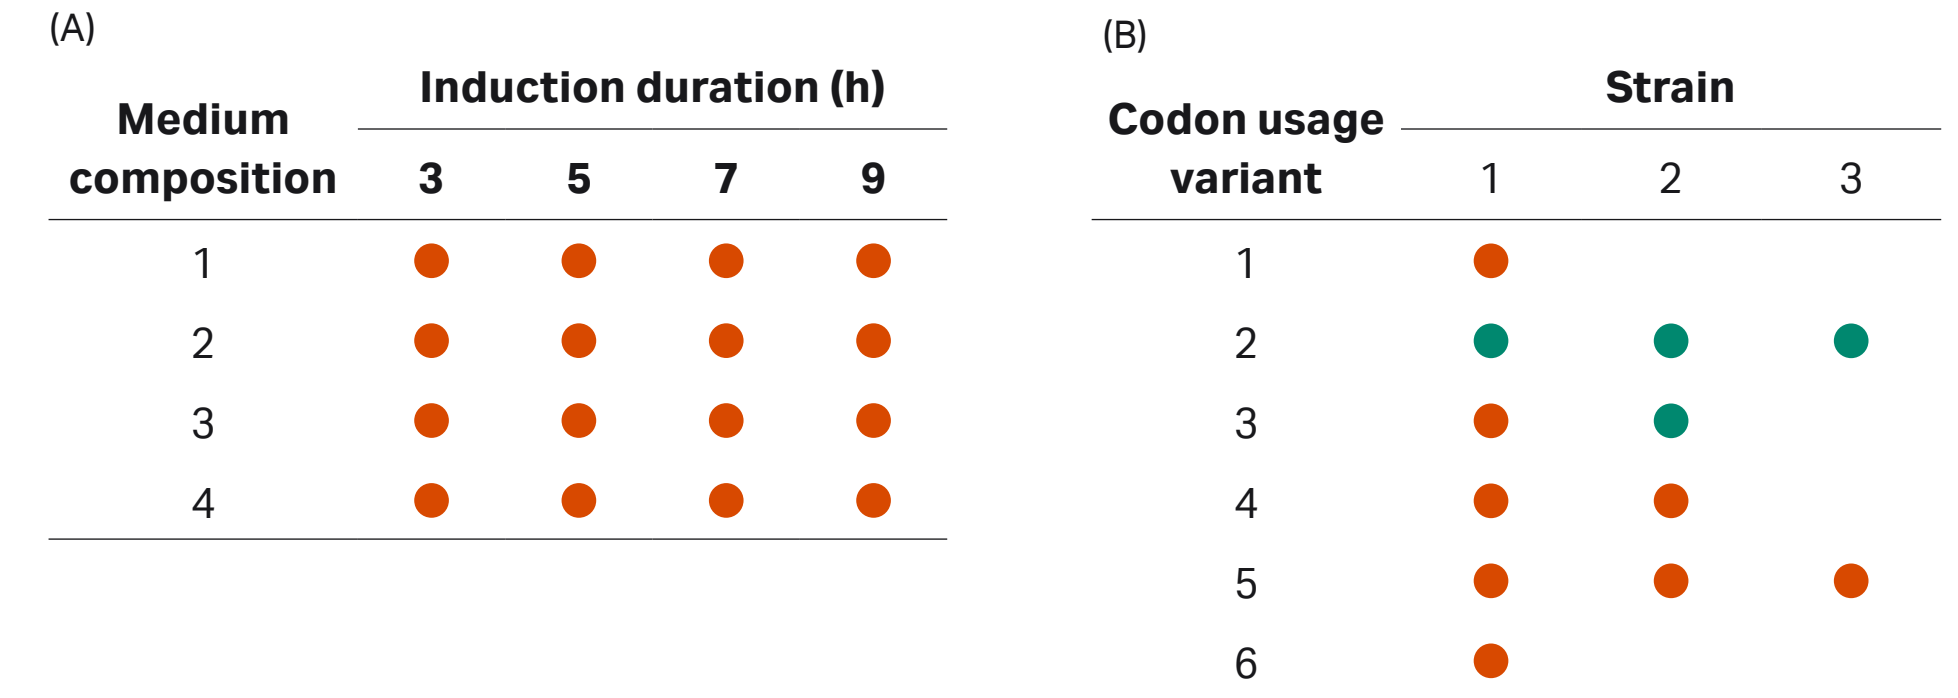 (A)
Induction duration (h)
Medium
composition
3 5 7 9
1
2
3
4
(B)
Strain
Codon usage
variant
1 2 3
1
2
3
4
5
6